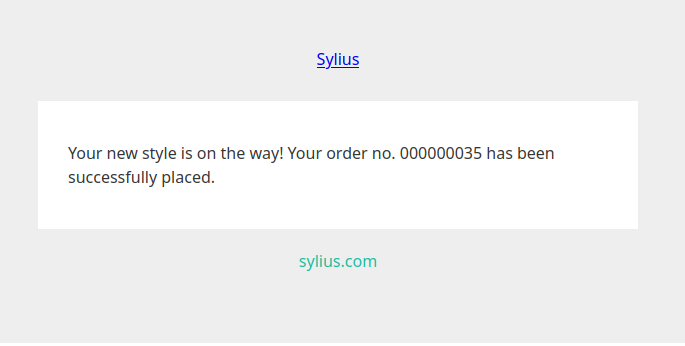 Sylius
Your new style is on the way! Your order no. 000000035 has been
successfully placed.
sylius.com